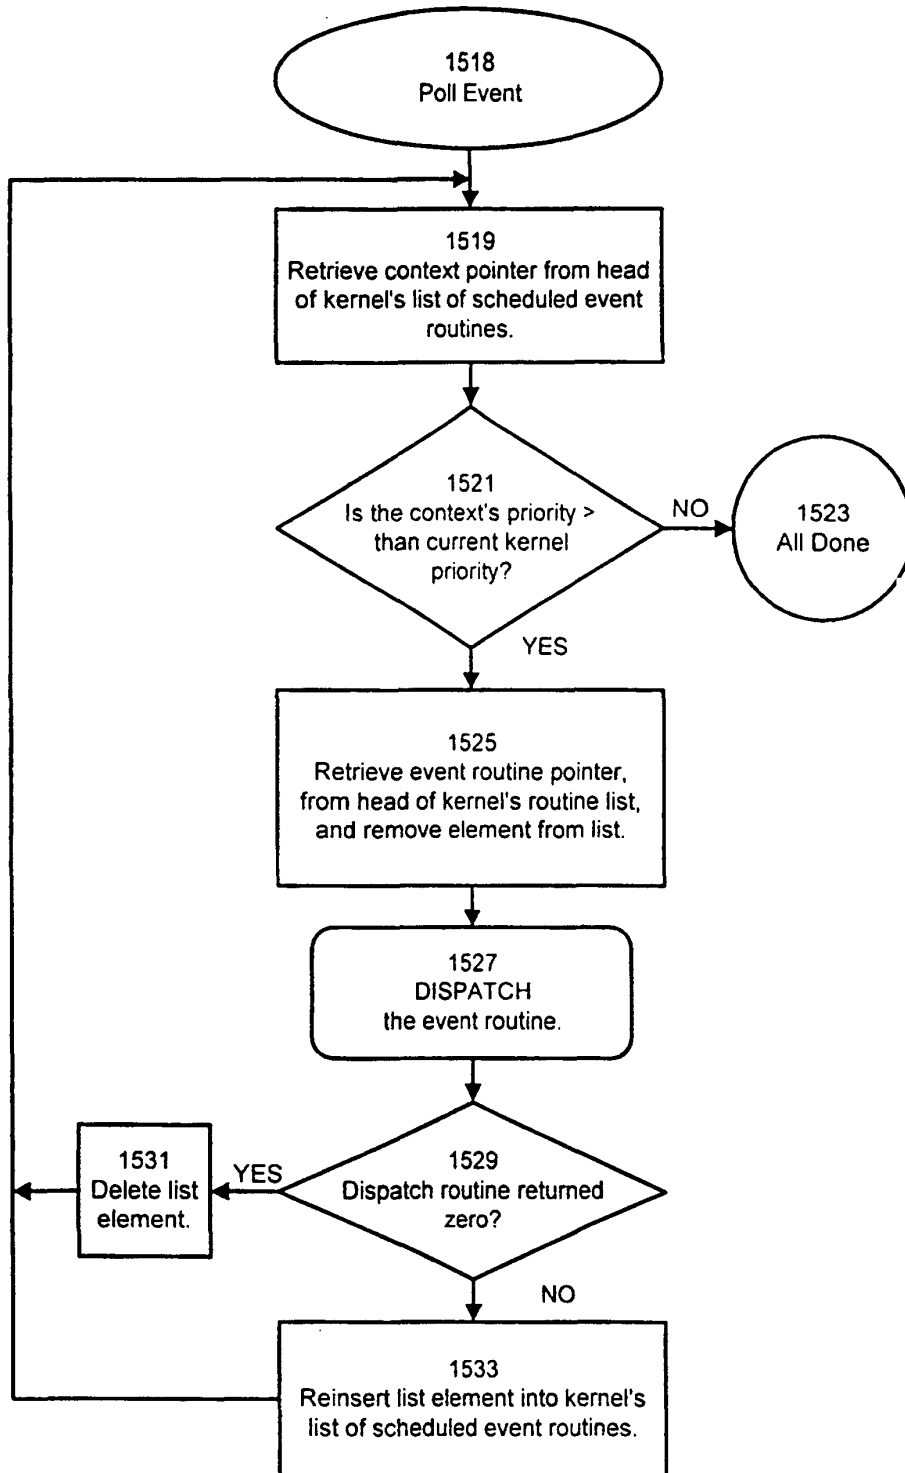 1518
Poll Event
1519
Retrieve context pointer from head
of kernel's list of scheduled event
routines.
1521
Is the context's priority >
than current kernel
priority?
NO
1523
All Done
YES
1525
Retrieve event routine pointer,
from head of kernel's routine list,
and remove element from list.
1527
DISPATCH
the event routine.
1529
Dispatch routine returned
zero?
YES
1531
Delete list
element.
NO
1533
Reinsert list element into kernel's
list of scheduled event routines.